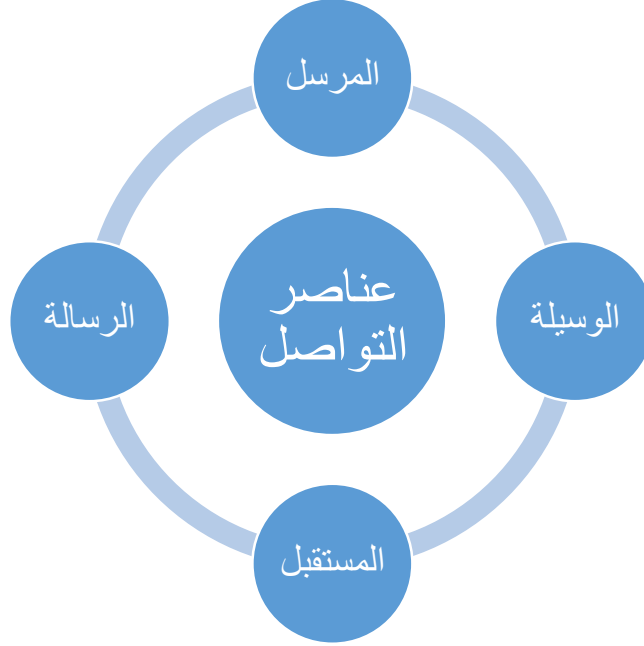 المرسل
الوسيلة
عناصر
التواصل
الرسالة
المستقبل